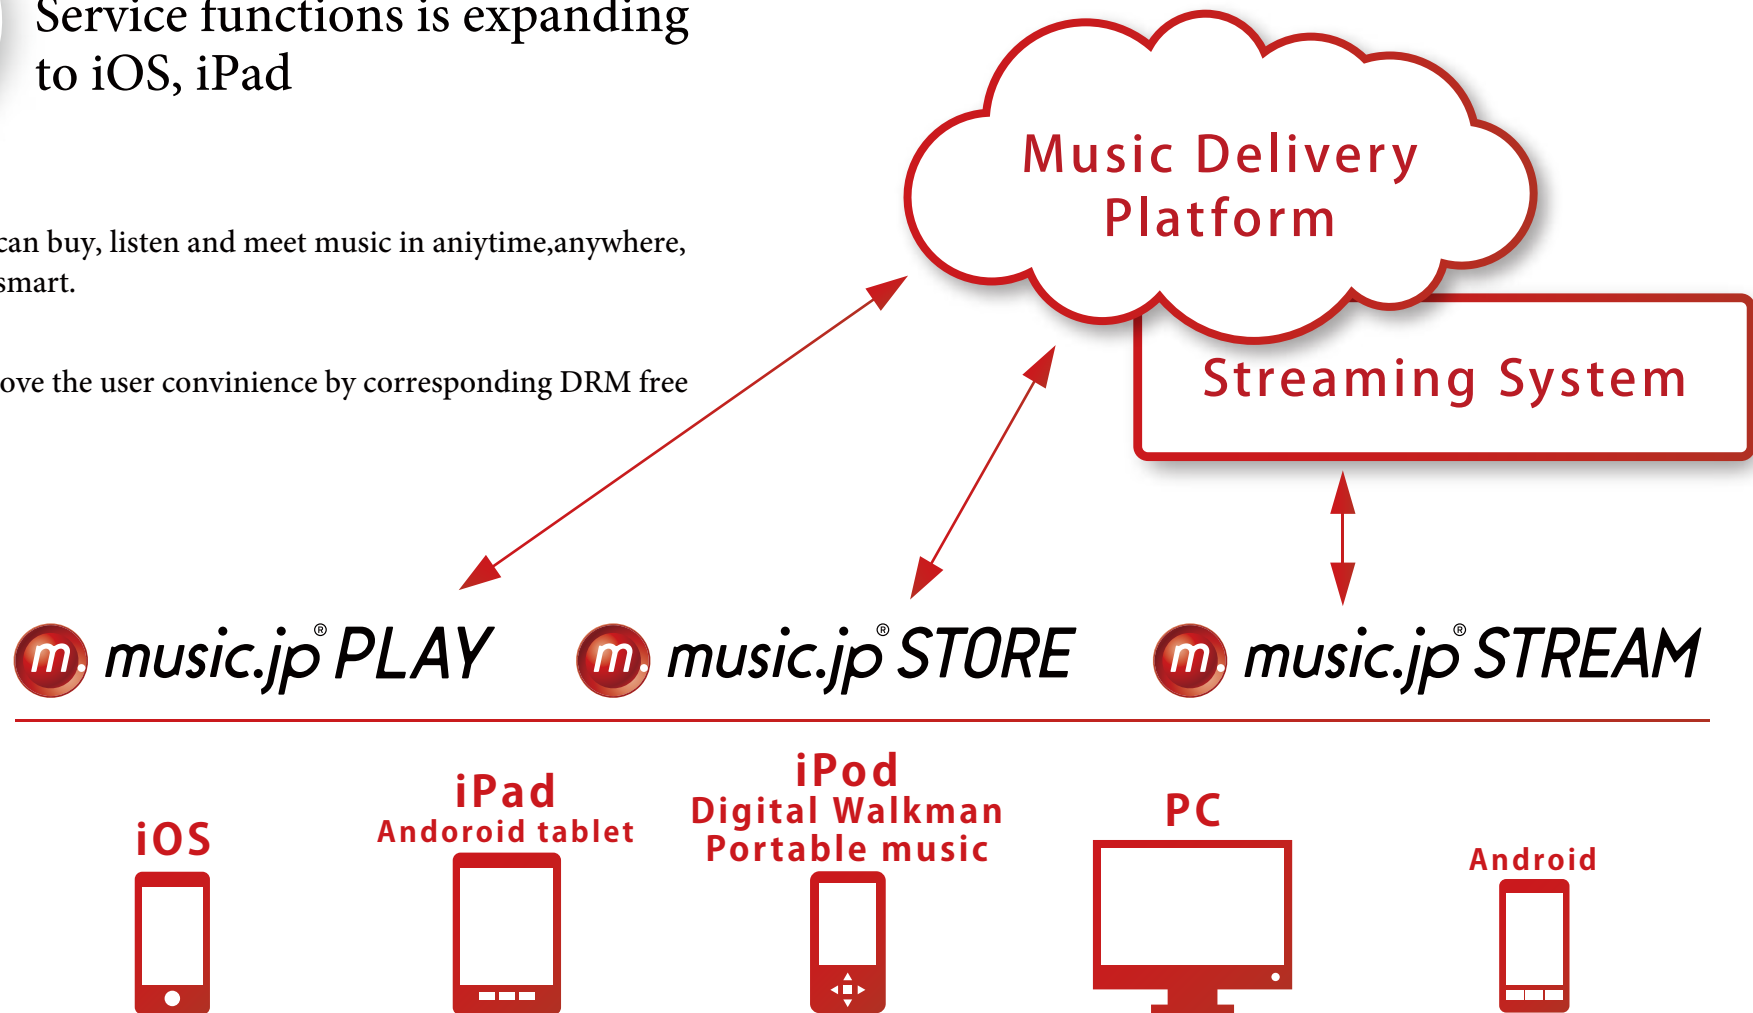 Service functions is expanding
to iOS, iPad
can buy, listen and meet music in aniytime,anywhere,
smart.
ove the user convinience by corresponding DRM free
Music Delivery
Platform
Streaming System
m. music.jp® PLAY
m. music.jp® STORE
m. music.jp® STREAM
iOS
iPad
Andoroid tablet
iPod
Digital Walkman
Portable music
PC
Android